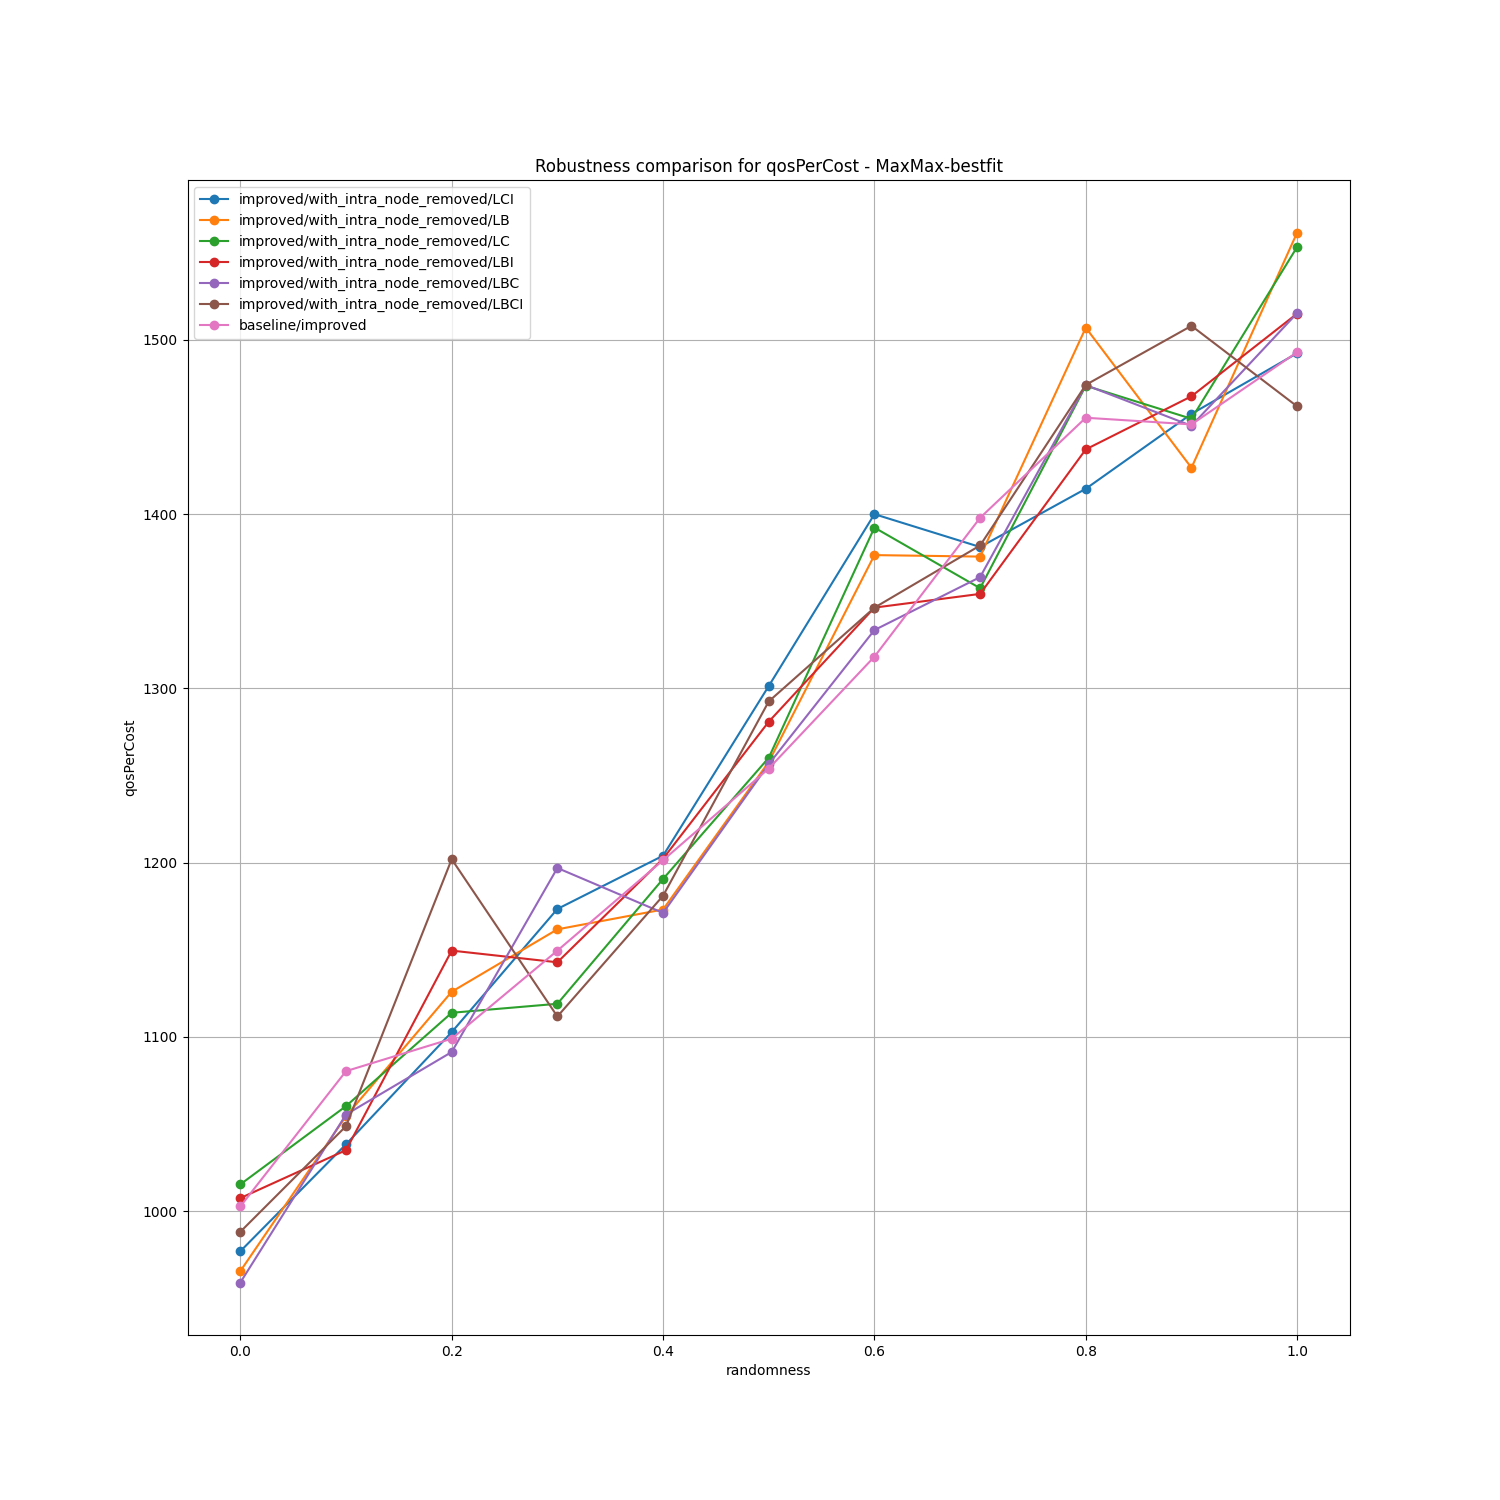 Robustness comparison for qosPerCost - MaxMax-bestfit
improved/with_intra_node_removed/LCI
improved/with_intra_node_removed/LB
improved/with_intra_node_removed/LC
improved/with_intra_node_removed/LBI
improved/with_intra_node_removed/LBC
improved/with_intra_node_removed/LBCI
baseline/improved
1500
1400
1300
1200
1100
1000
qosPerCost
0.0 0.2 0.4 0.6 0.8 1.0
randomness